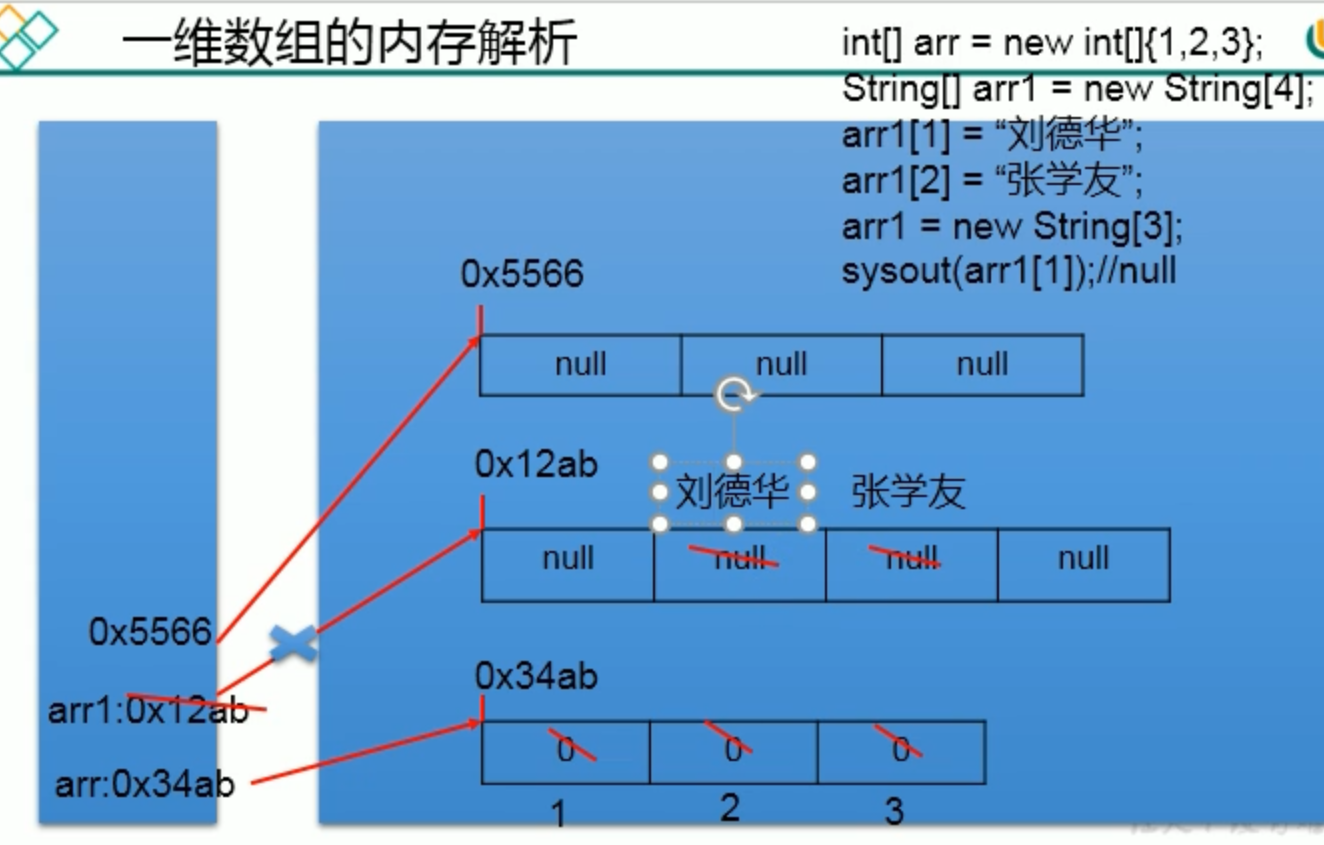 一维数组的内存解析
int[] arr = new int[]{1,2,3};
String[] arr1 = new String[4];
arr1[1] = “刘德华”;
arr1[2] = “张学友”;
arr1 = new String[3];
sysout(arr1[1]);//null
0x5566
null null null
0x12ab
刘德华 张学友
null null null null
0x5566
0x34ab
arr1:0x12ab
0 0 0
arr:0x34ab
1 2 3